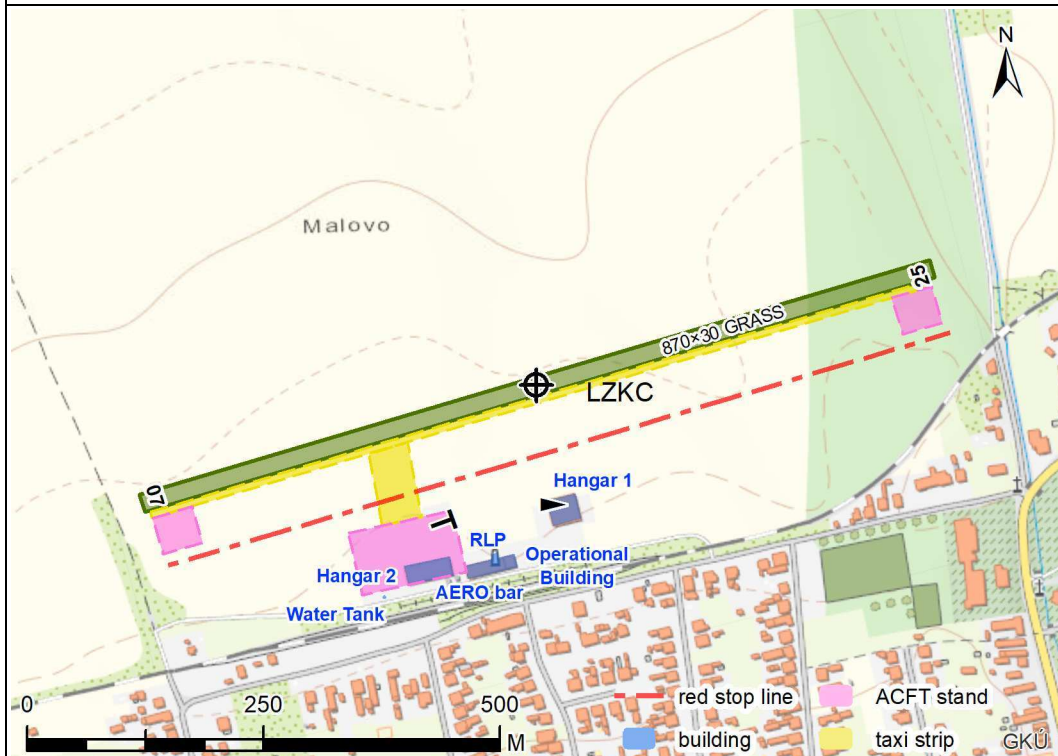 N
Malovo
25
870×30 GRASS
LZKC
07
Hangar 1
RLP
Operational
Building
Hangar 2
AERO bar
Water Tank
0
250
500
M
red stop line
ACFT stand
building
taxi strip
GKÚ